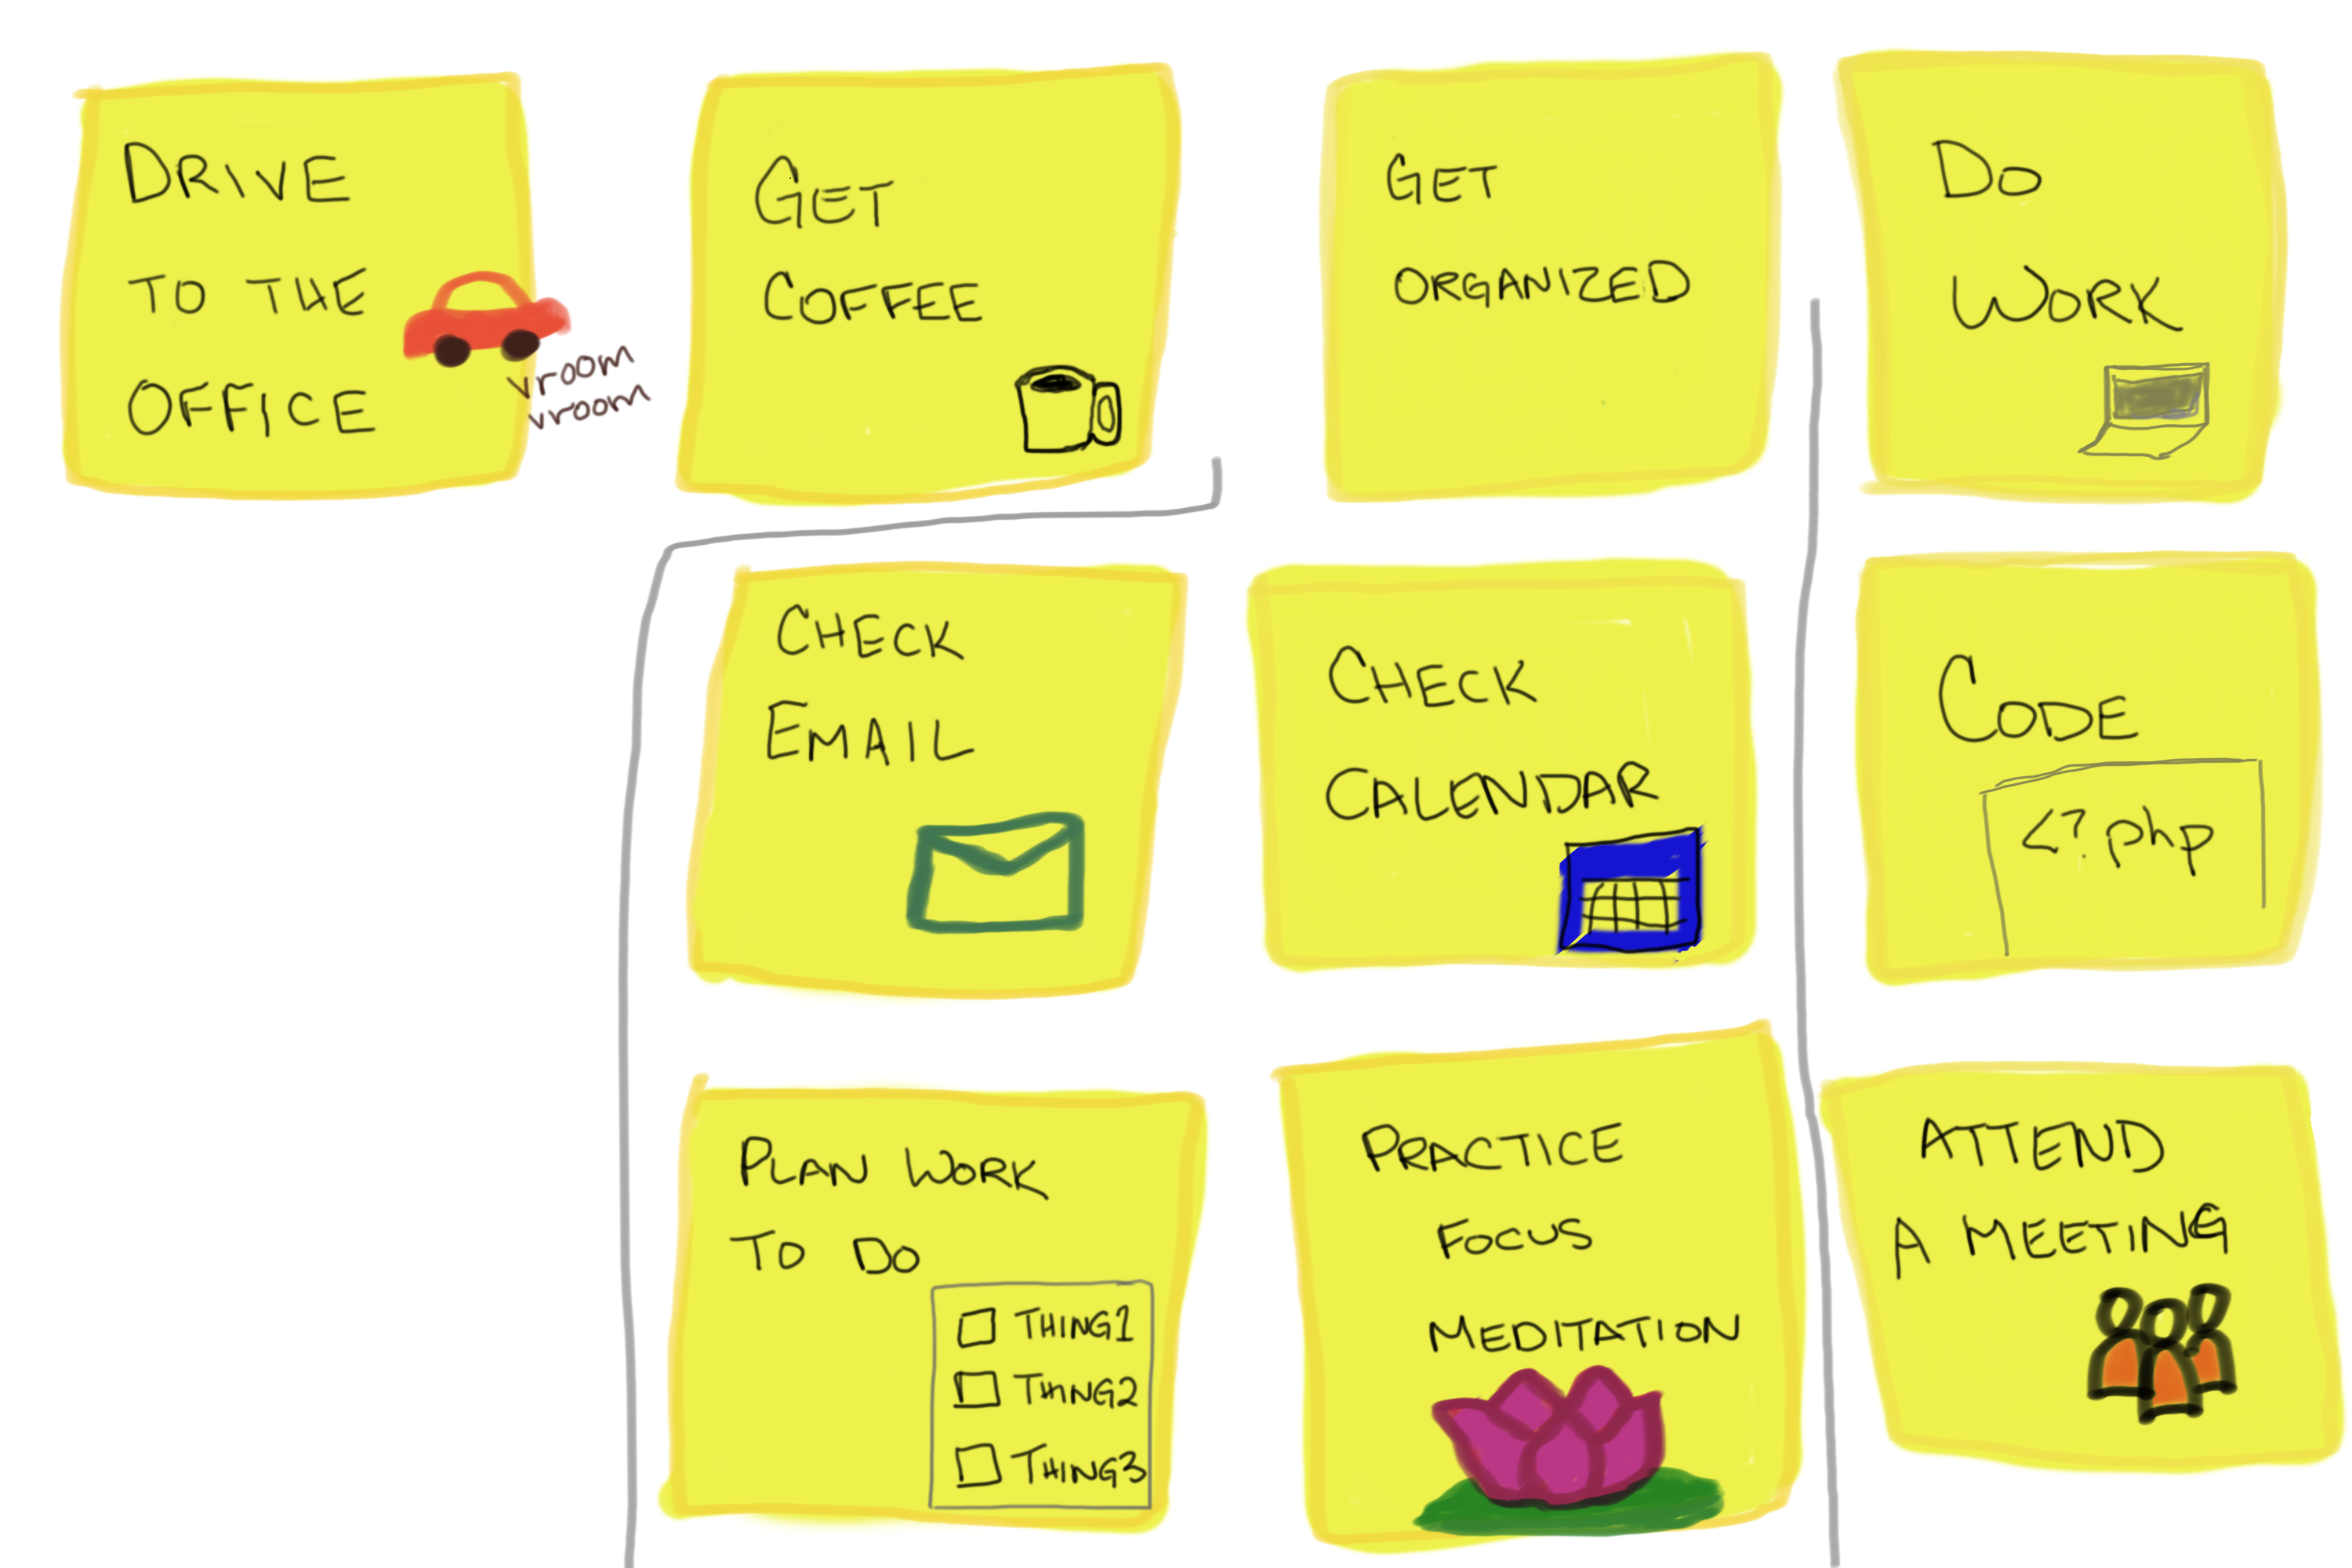 DRIVE
TO THE
OFFICE
vroom
vroom
GET
COFFEE
GET
ORGANIZED
DO
WORK
CHECK
EMAIL
CHECK
CALENDAR
CODE
<?php
PLAN WORK
TO DO
THING1
THING2
THING3
PRACTICE
FOCUS
MEDITATION
ATTEND
A MEETING